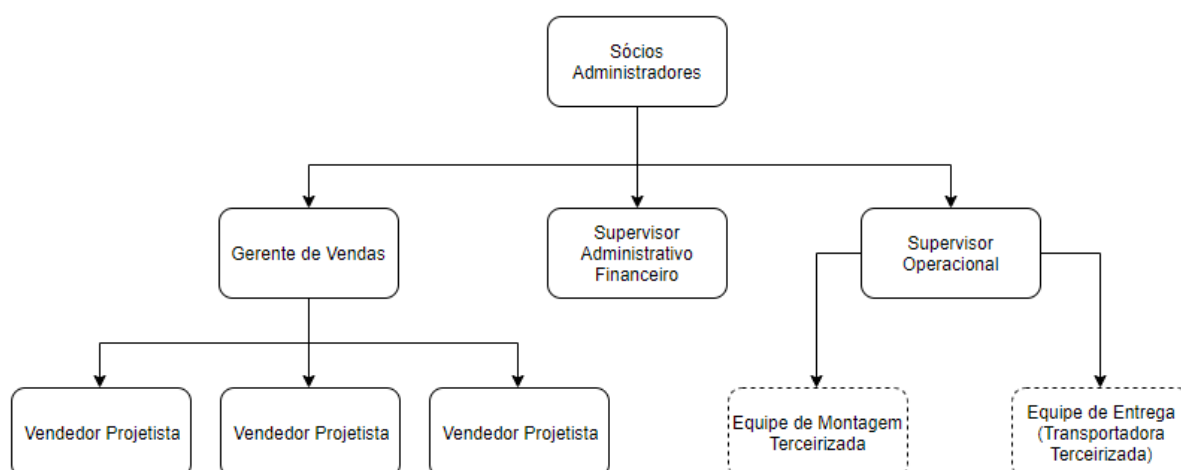 Sócios
Administradores
Gerente de Vendas
Supervisor
Administrativo
Financeiro
Supervisor
Operacional
Vendedor Projetista
Vendedor Projetista
Vendedor Projetista
Equipe de Montagem
Terceirizada
Equipe de Entrega
(Transportadora
Terceirizada)